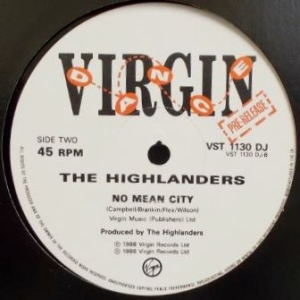 VIRGIN
DANCE
PRE RELEASE
SIDE TWO
45 RPM
VST 1130 DJ
VST 1130 DJ-B
THE HIGHLANDERS
NO MEAN CITY
(Campbell/Brankin/Flex/Wilson)
Virgin Music (Publishers) Ltd
Produced by The Highlanders
℗ 1988 Virgin Records Ltd
© 1988 Virgin Records Ltd
Virgin